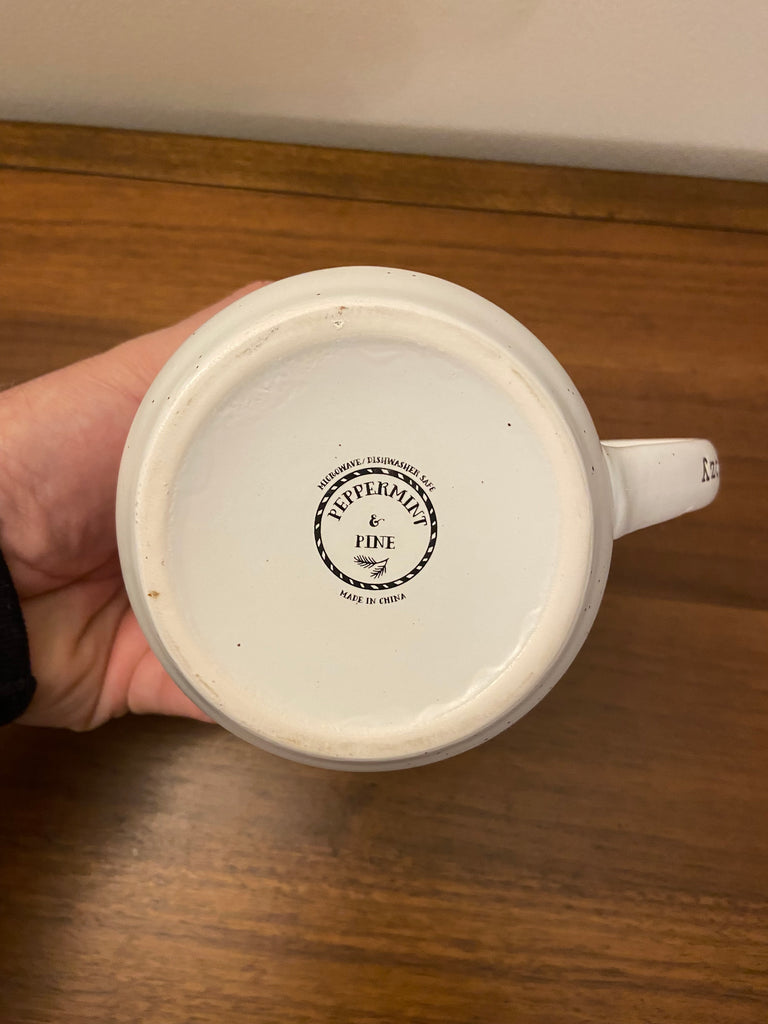 MICROWAVE/DISHWASHER SAFE
PEPPERMINT
&
PINE
MADE IN CHINA